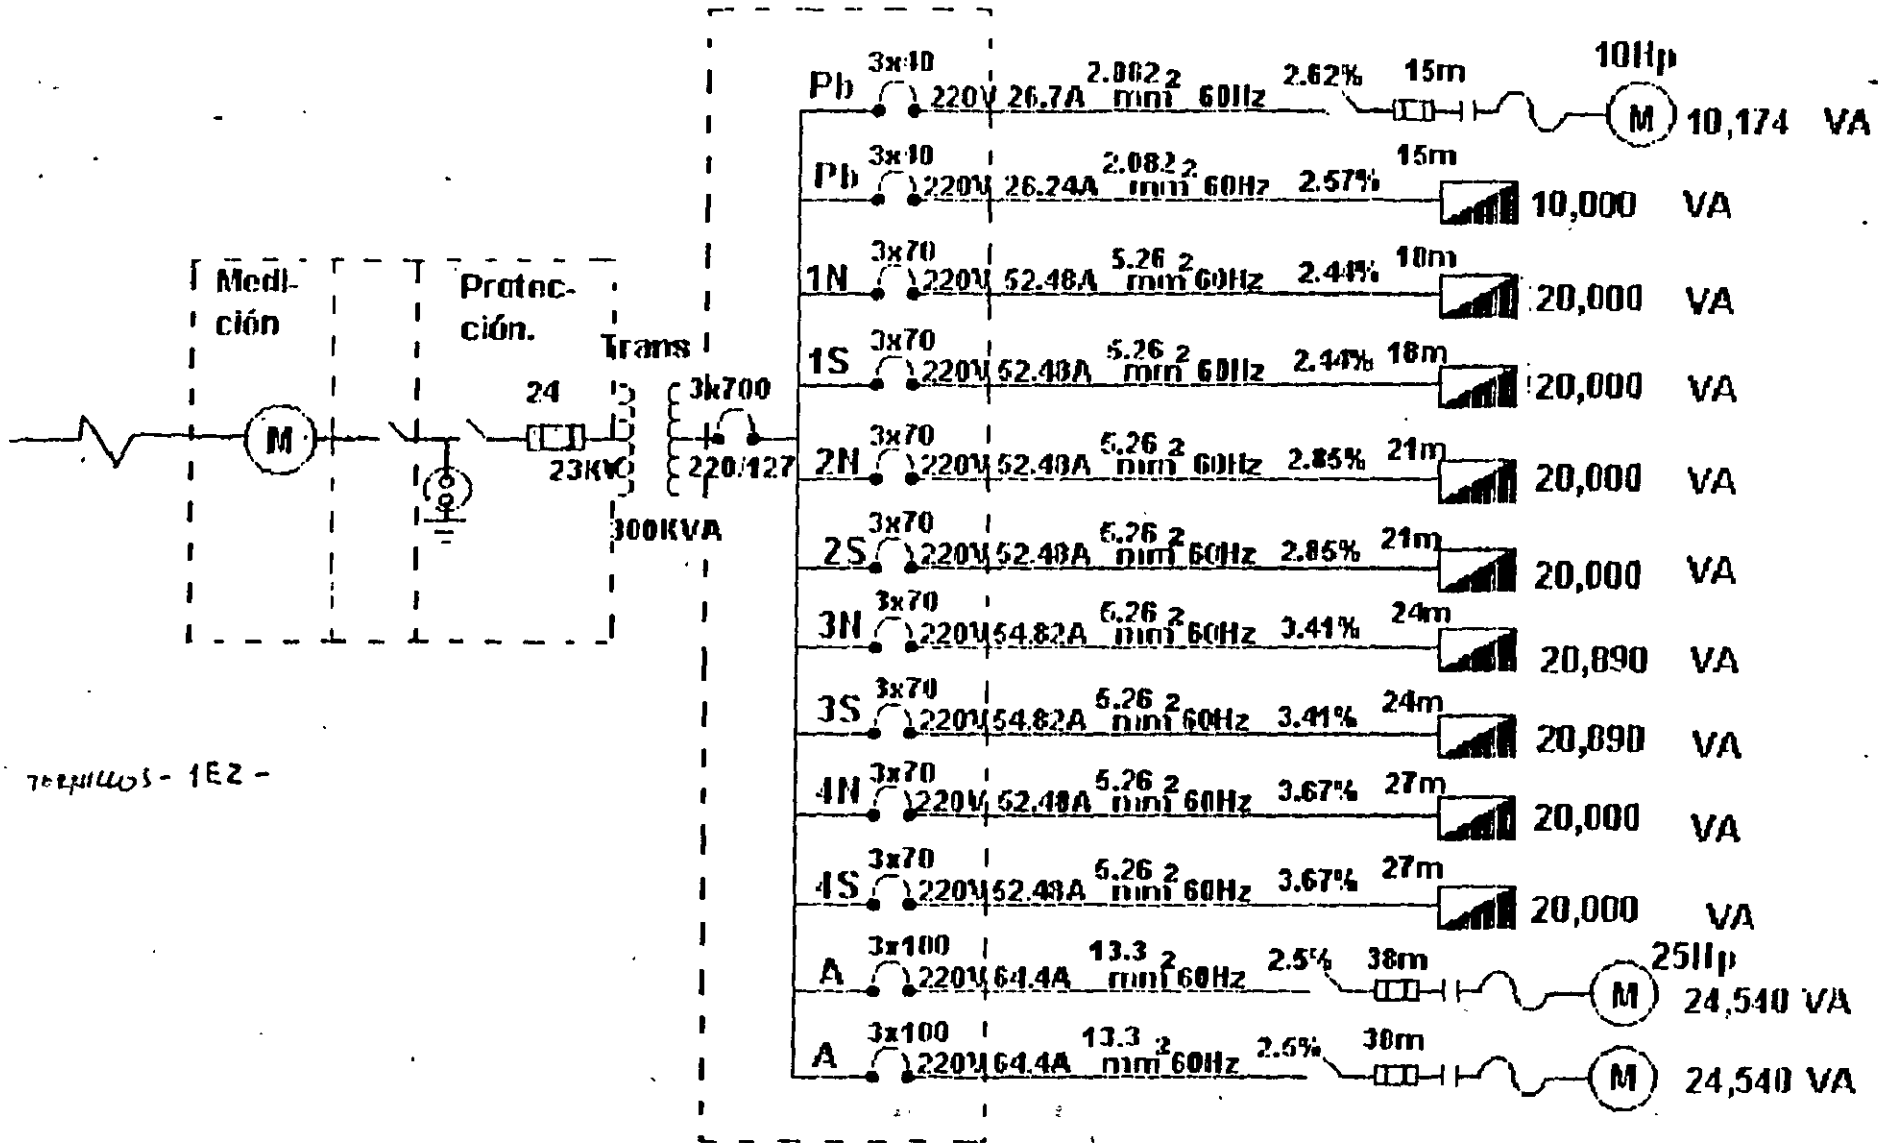 10Hp
Pb 3x40 220V 26.7A 2.082 mm2 60Hz 2.62% 15m M 10,174 VA
Pb 3x40 220V 26.24A 2.082 mm2 60Hz 2.57% 15m 10,000 VA
1N 3x70 220V 52.48A 5.26 mm2 60Hz 2.44% 18m 20,000 VA
1S 3x70 220V 52.48A 5.26 mm2 60Hz 2.44% 18m 20,000 VA
2N 3x70 220V 52.48A 5.26 mm2 60Hz 2.85% 21m 20,000 VA
2S 3x70 220V 52.48A 5.26 mm2 60Hz 2.85% 21m 20,000 VA
3N 3x70 220V 54.82A 5.26 mm2 60Hz 3.41% 24m 20,890 VA
3S 3x70 220V 54.82A 5.26 mm2 60Hz 3.41% 24m 20,890 VA
4N 3x70 220V 52.48A 5.26 mm2 60Hz 3.67% 27m 20,000 VA
4S 3x70 220V 52.48A 5.26 mm2 60Hz 3.67% 27m 20,000 VA
25Hp
A 3x100 220V 64.4A 13.3 mm2 60Hz 2.5% 38m M 24,540 VA
A 3x100 220V 64.4A 13.3 mm2 60Hz 2.5% 38m M 24,540 VA
Medi-
ción
Protec-
ción.
Trans
M
24
23KV
3x700
220/127
300KVA
TORNILLOS - 1EZ -